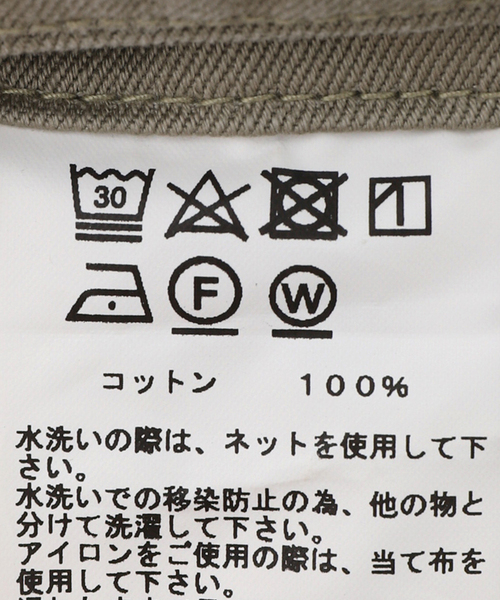 30
F W
コットン 100%
水洗いの際は、ネットを使用して下
さい。
水洗いでの移染防止の為、他の物と
分けて洗濯して下さい。
アイロンをご使用の際は、当て布を
使用して下さい。